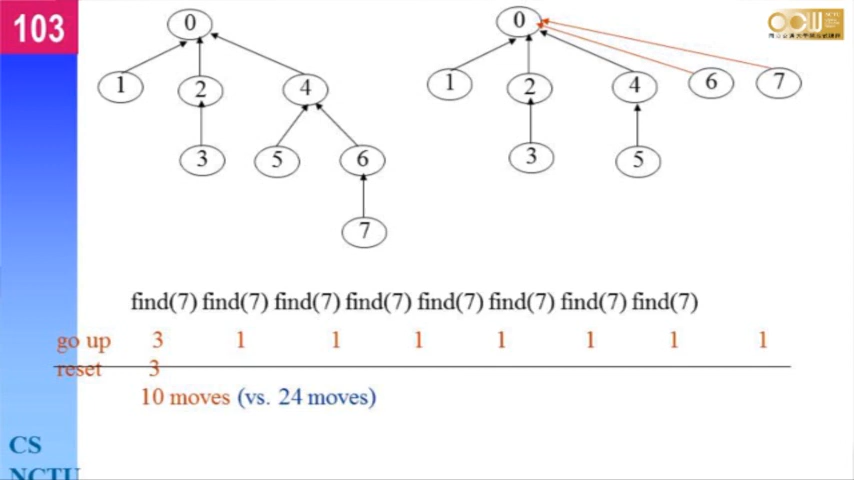 103
0
0
1
2
4
1
2
4
6
7
3
5
6
3
5
7
find(7) find(7) find(7) find(7) find(7) find(7) find(7) find(7)
go up 3 1 1 1 1 1 1 1
reset 3
10 moves (vs. 24 moves)
CS
NCTU